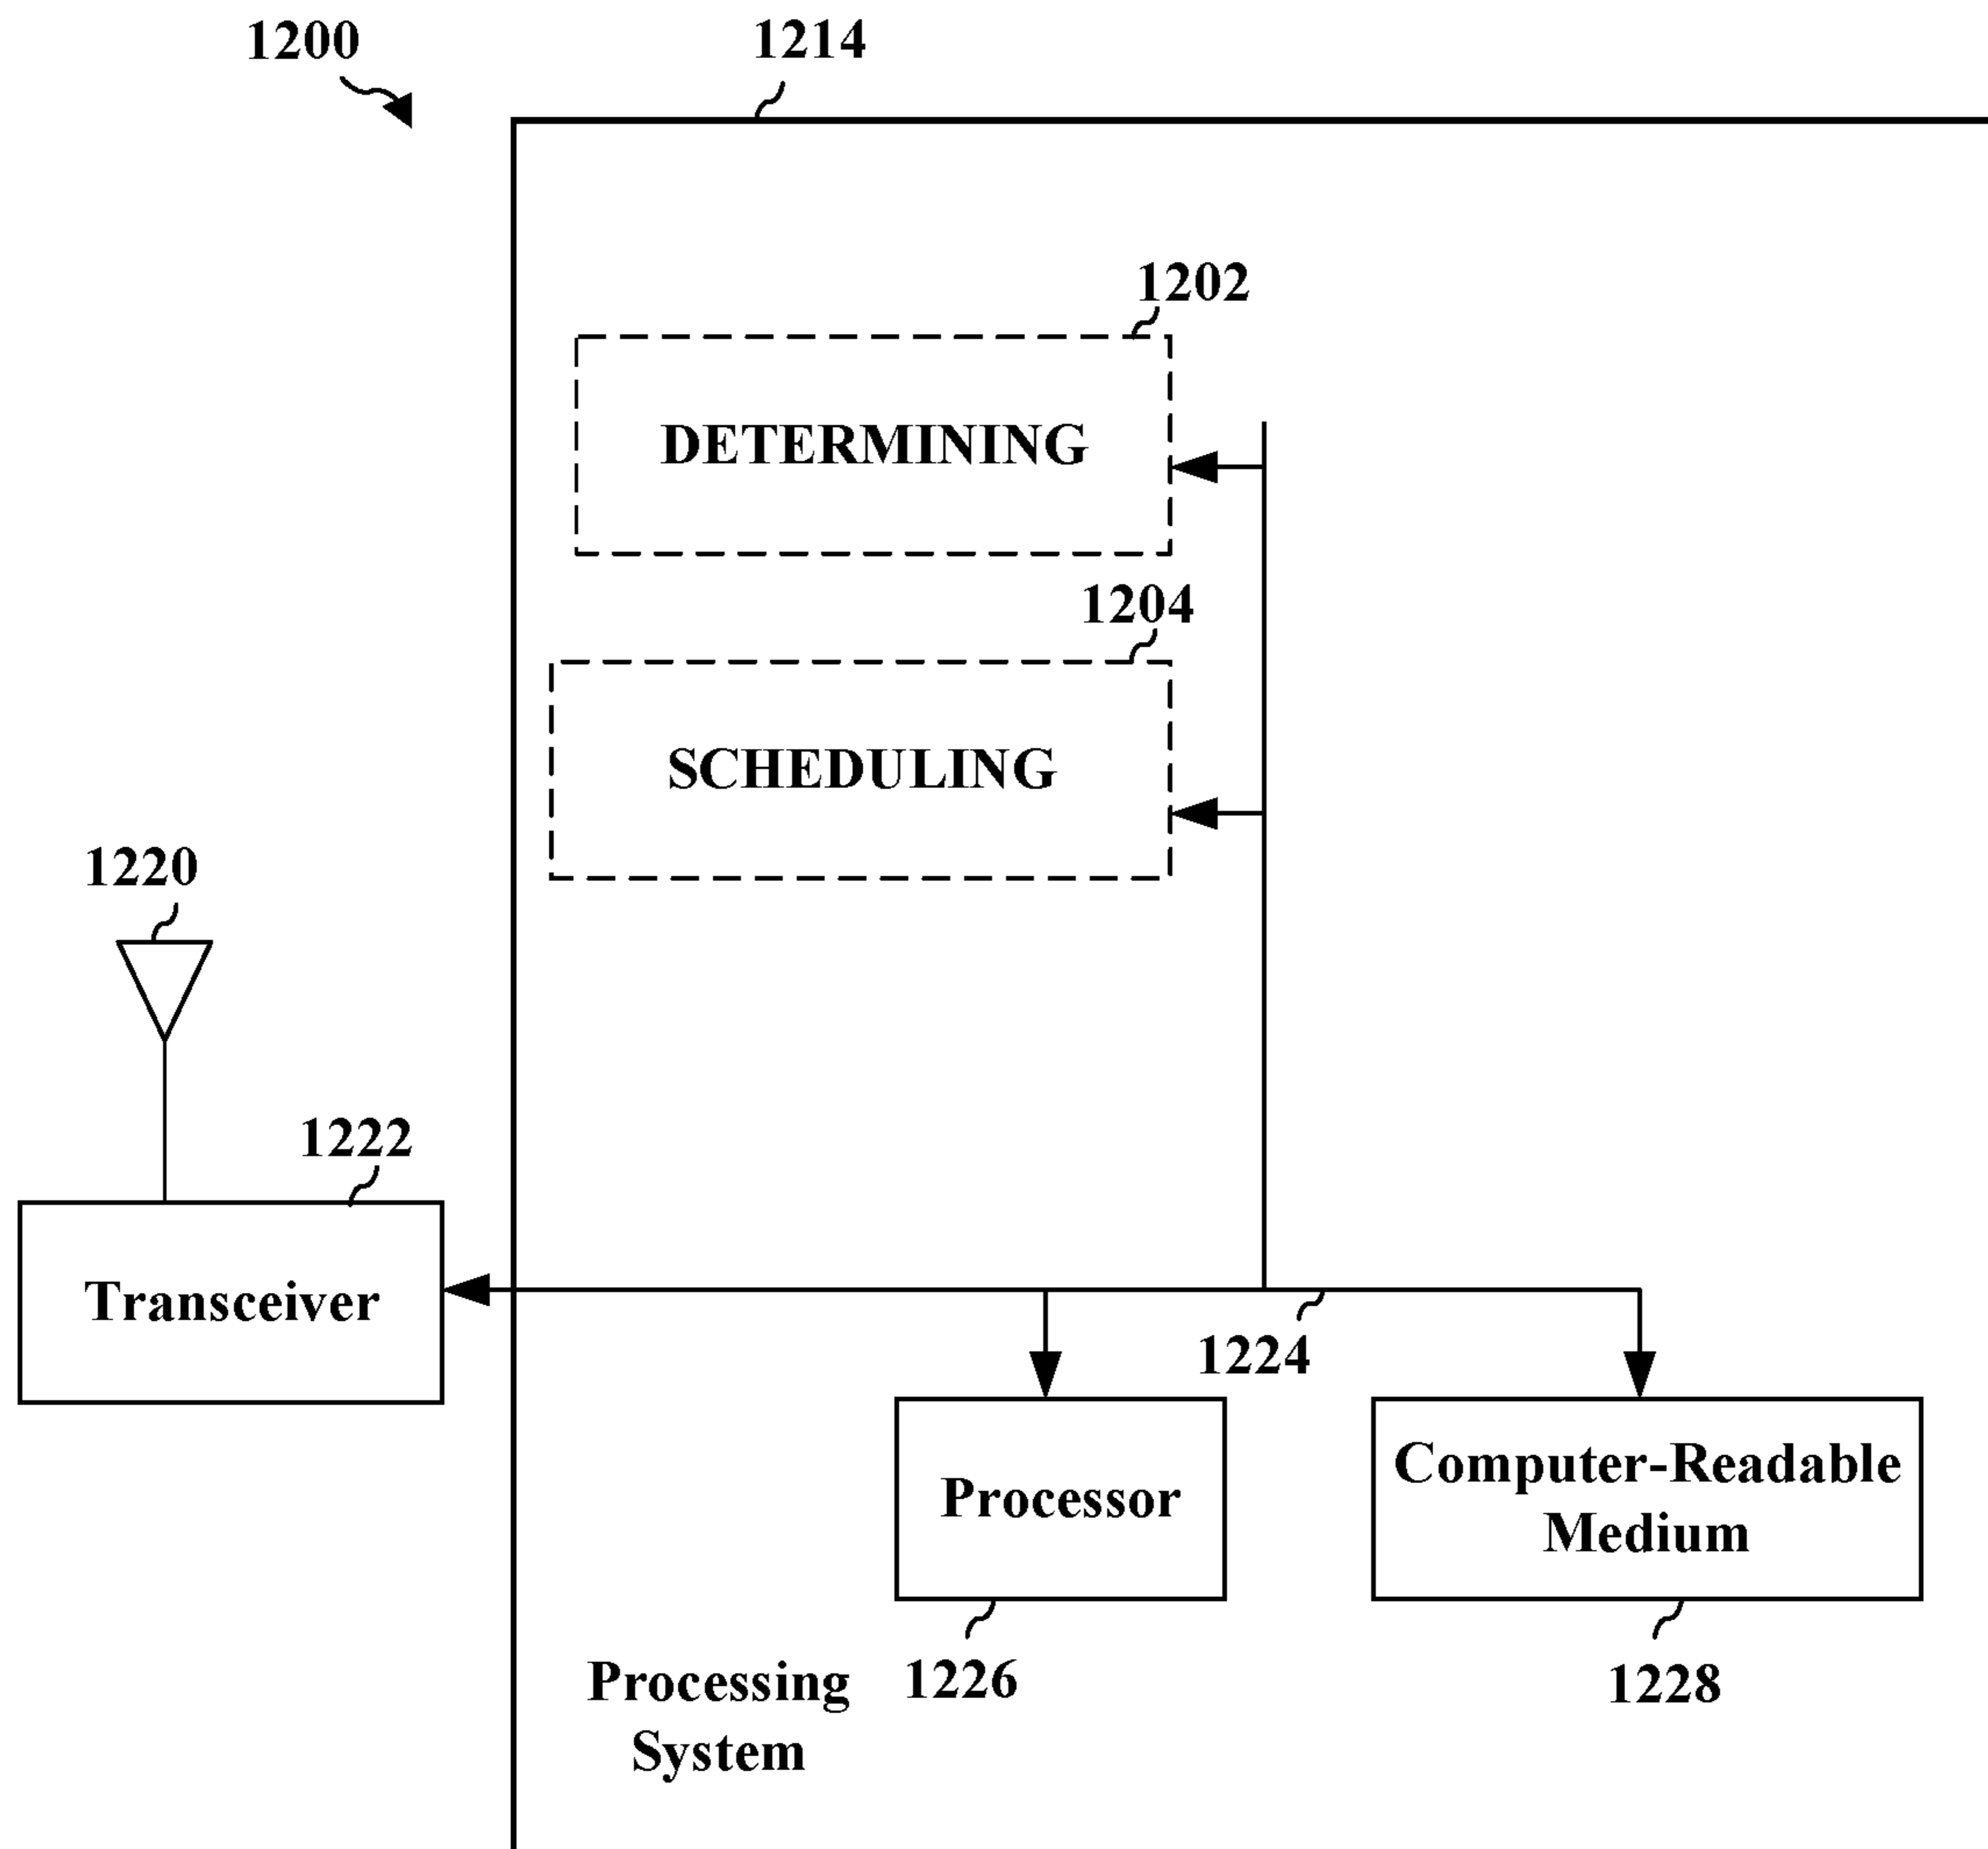 1200
1214
1202
DETERMINING
1204
SCHEDULING
1220
1222
Transceiver
1224
Processor
Computer-Readable
Medium
Processing
System
1226
1228